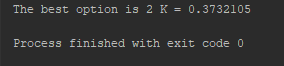 The best option is 2 K = 0.3732105
Process finished with exit code 0